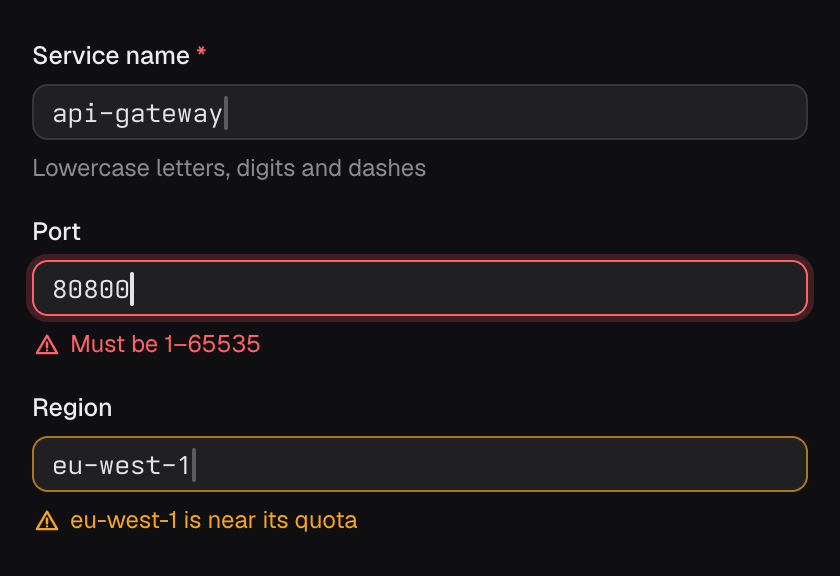 Service name *
api-gateway
Lowercase letters, digits and dashes
Port
80800
Must be 1–65535
Region
eu-west-1
eu-west-1 is near its quota